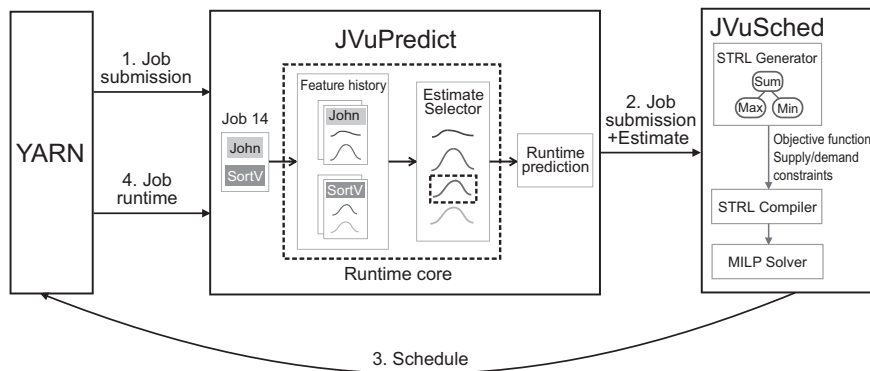 YARN
1. Job
submission
4. Job
runtime
JVuPredict
Job 14
John
SortV
Feature history
John
SortV
Estimate
Selector
Runtime core
Runtime
prediction
2. Job
submission
+Estimate
JVuSched
STRL Generator
Sum
Max
Min
Objective function
Supply/demand
constraints
STRL Compiler
MILP Solver
3. Schedule